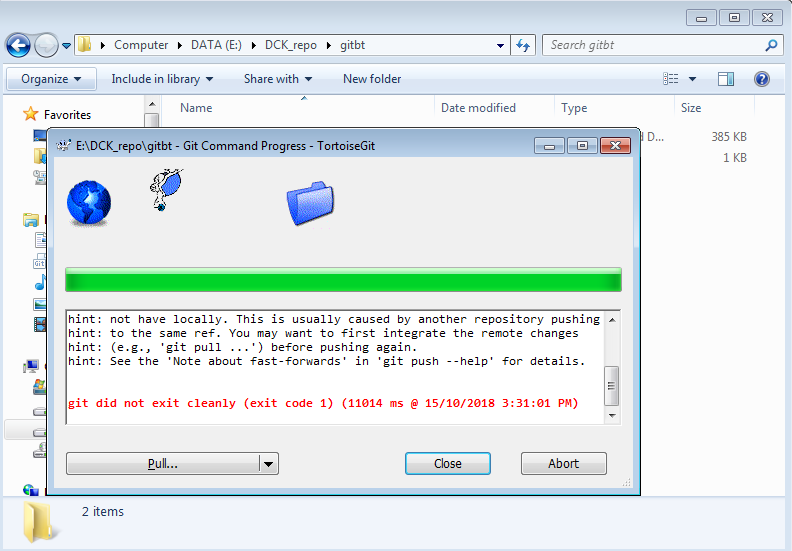 Computer DATA (E:) DCK_repo gitbt
Search gitbt
Organize Include in library Share with New folder
Favorites
Name Date modified Type Size
385 KB
1 KB
E:\DCK_repo\gitbt - Git Command Progress - TortoiseGit
hint: not have locally. This is usually caused by another repository pushing
hint: to the same ref. You may want to first integrate the remote changes
hint: (e.g., 'git pull ...') before pushing again.
hint: See the 'Note about fast-forwards' in 'git push --help' for details.
git did not exit cleanly (exit code 1) (11014 ms @ 15/10/2018 3:31:01 PM)
Pull... Close Abort
2 items